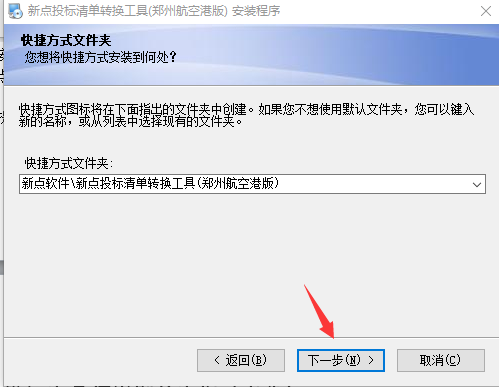 新点投标清单转换工具(郑州航空港版) 安装程序
快捷方式文件夹
您想将快捷方式安装到何处？
快捷方式图标将在下面指出的文件夹中创建。如果您不想使用默认文件夹，您可以键入
新的名称，或从列表中选择现有的文件夹。
快捷方式文件夹:
新点软件\新点投标清单转换工具(郑州航空港版)
< 返回(B)
下一步(N) >
取消(C)